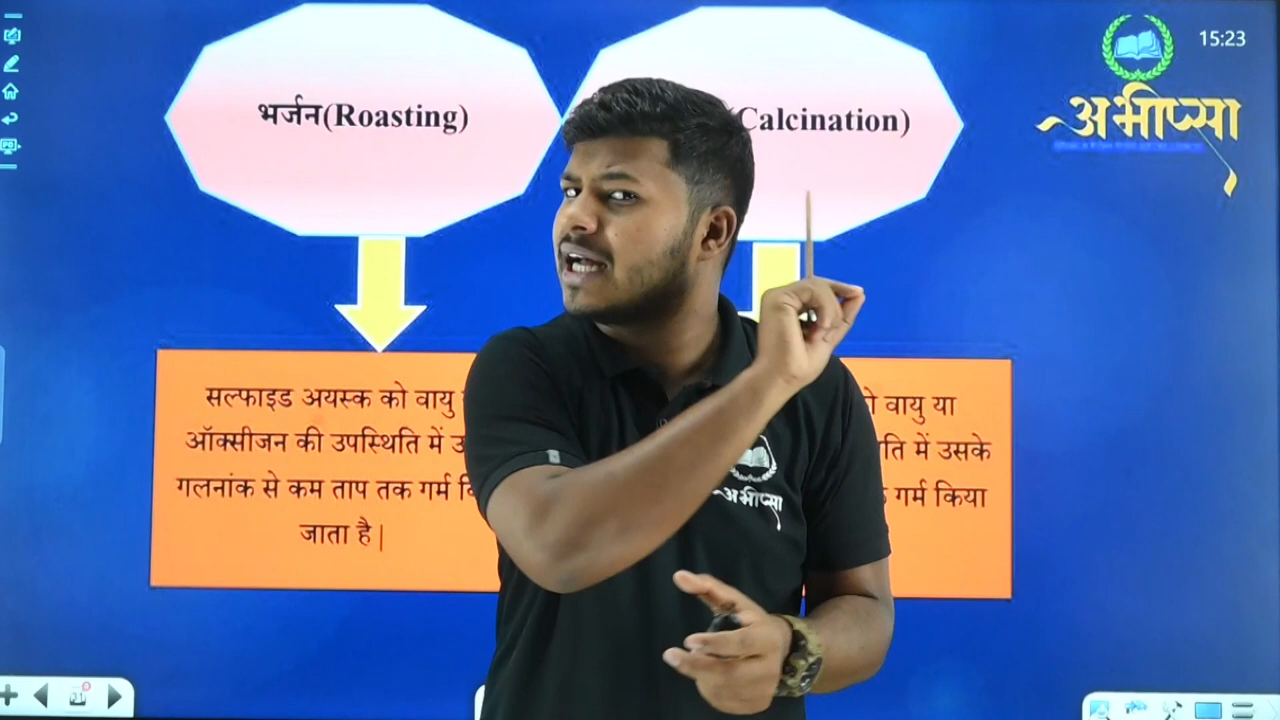 भर्जन(Roasting)
(Calcination)
15:23
अभीप्सा
सल्फाइड अयस्क को वायु
ऑक्सीजन की उपस्थिति में
गलनांक से कम ताप तक गर्म
जाता है|
वायु या
में उसके
गर्म किया
अभीप्सा